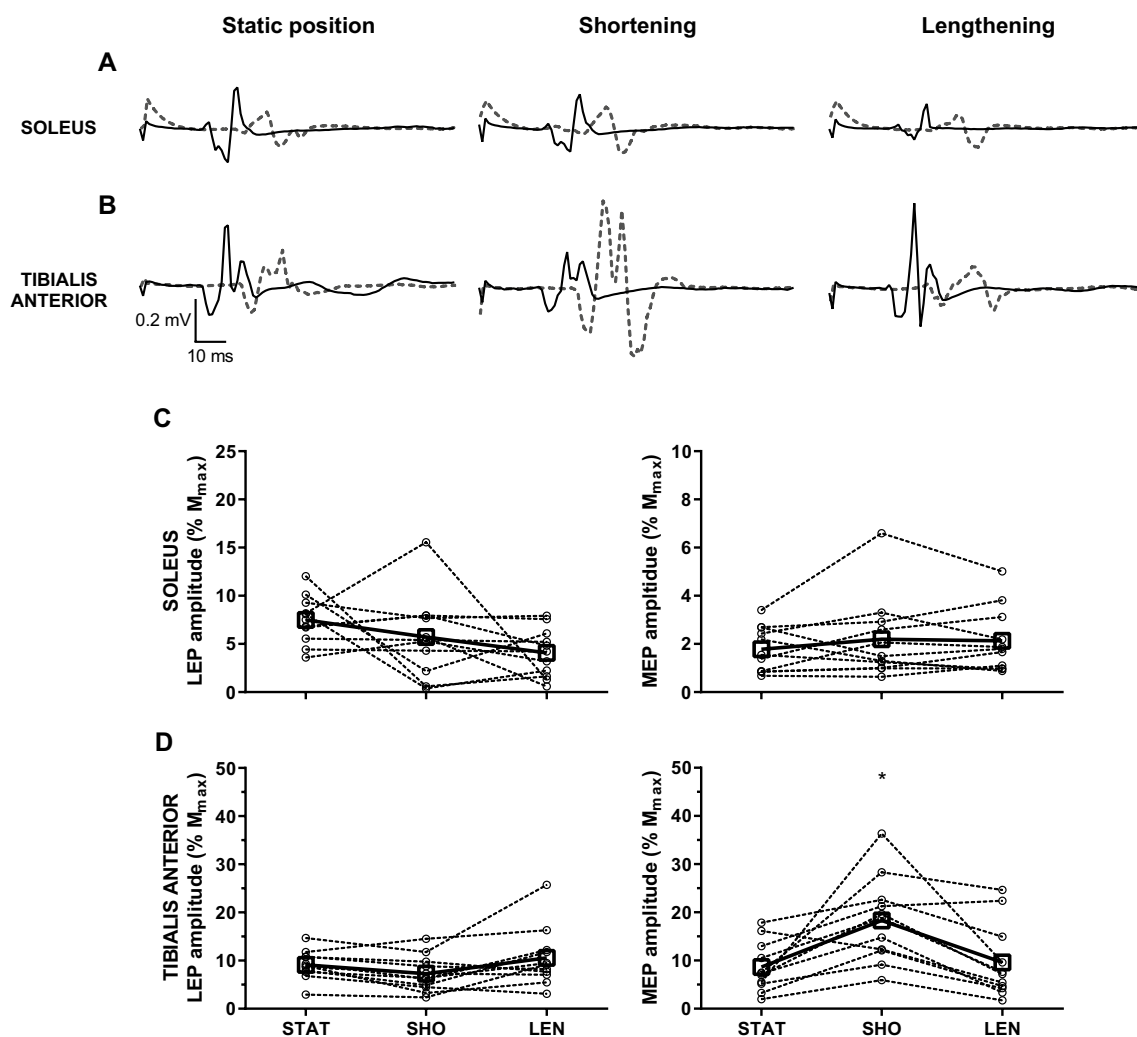 Static position
Shortening
Lengthening
A
SOLEUS
B
TIBIALIS
ANTERIOR
0.2 mV
10 ms
C
SOLEUS
LEP amplitude (% Mmax)
25
20
15
10
5
0
MEP ampltidue (% Mmax)
10
8
6
4
2
0
D
TIBIALIS ANTERIOR
LEP amplitude (% Mmax)
50
40
30
20
10
0
STAT
SHO
LEN
MEP amplitude (% Mmax)
50
40
30
20
10
0
*
STAT
SHO
LEN